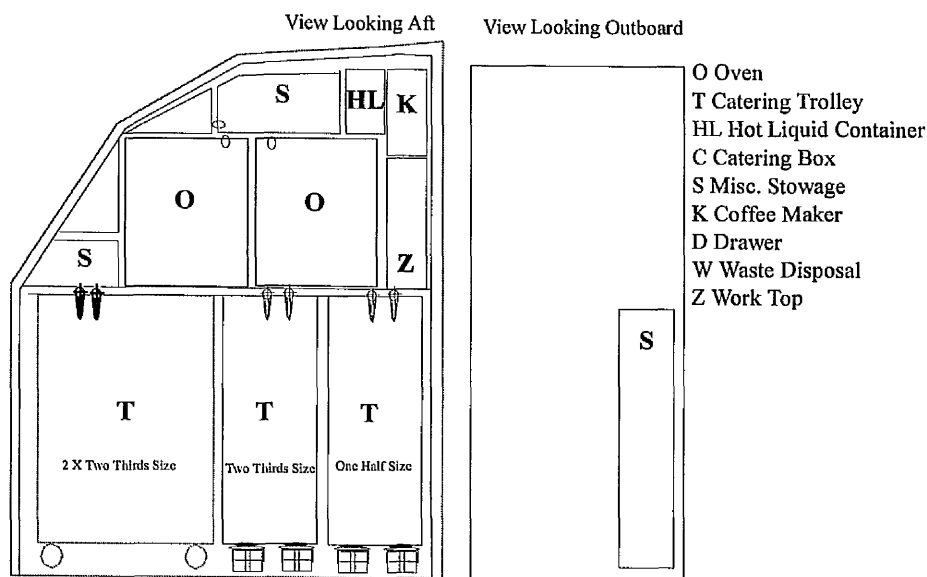 View Looking Aft
View Looking Outboard
S
HL
K
O
O
S
Z
T
T
T
2 X Two Thirds Size
Two Thirds Size
One Half Size
S
O Oven
T Catering Trolley
HL Hot Liquid Container
C Catering Box
S Misc. Stowage
K Coffee Maker
D Drawer
W Waste Disposal
Z Work Top